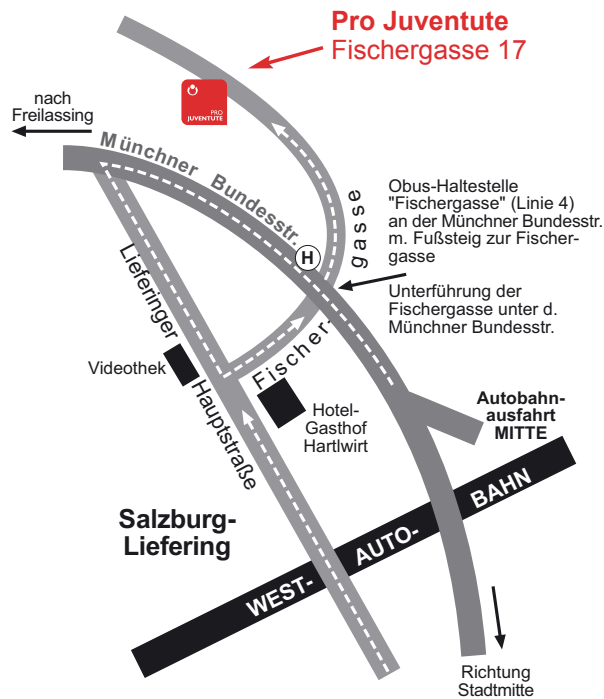 Pro Juventute
Fischergasse 17
PRO
JUVENTUTE
nach
Freilassing
Münchner Bundesstr.
H
gasse
Obus-Haltestelle
"Fischergasse" (Linie 4)
an der Münchner Bundesstr.
m. Fußsteig zur Fischer-
gasse
Unterführung der
Fischergasse unter d.
Münchner Bundesstr.
Lieferinger
Hauptstraße
Fischer-
Videothek
Hotel-
Gasthof
Hartlwirt
Autobahn-
ausfahrt
MITTE
Salzburg-
Liefering
WEST- AUTO- BAHN
Richtung
Stadtmitte